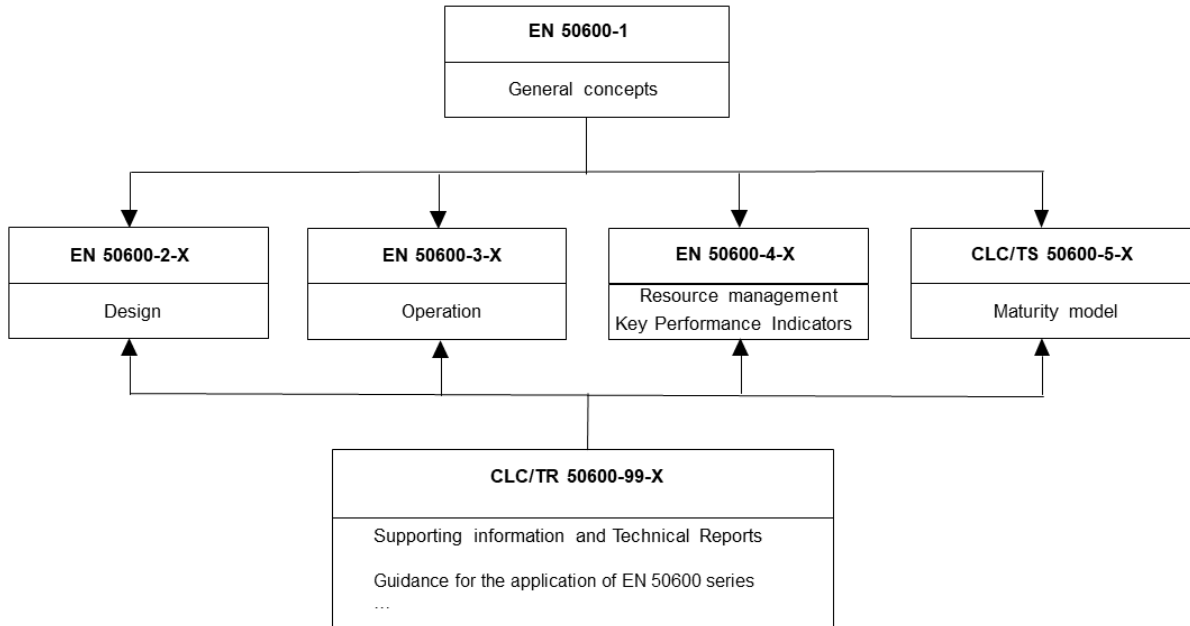 EN 50600-1
General concepts
EN 50600-2-X
Design
EN 50600-3-X
Operation
EN 50600-4-X
Resource management
Key Performance Indicators
CLC/TS 50600-5-X
Maturity model
CLC/TR 50600-99-X
Supporting information and Technical Reports
Guidance for the application of EN 50600 series
...